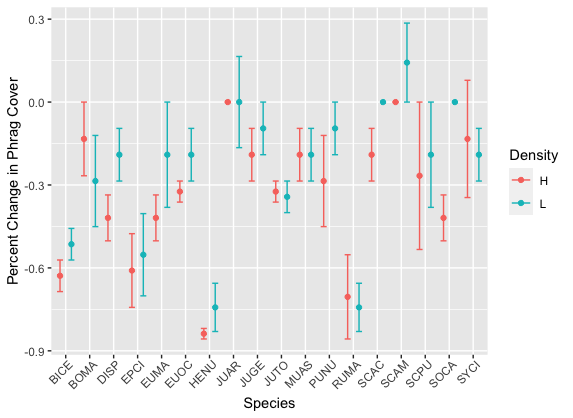 0.3
0.0
-0.3
-0.6
-0.9
Percent Change in Phrag Cover
BICE
BOMA
DISP
EPCI
EUMA
EUOC
HENU
JUAR
JUGE
JUTO
MUAS
PUNU
RUMA
SCAC
SCAM
SCPU
SOCA
SYCI
Species
Density
H
L